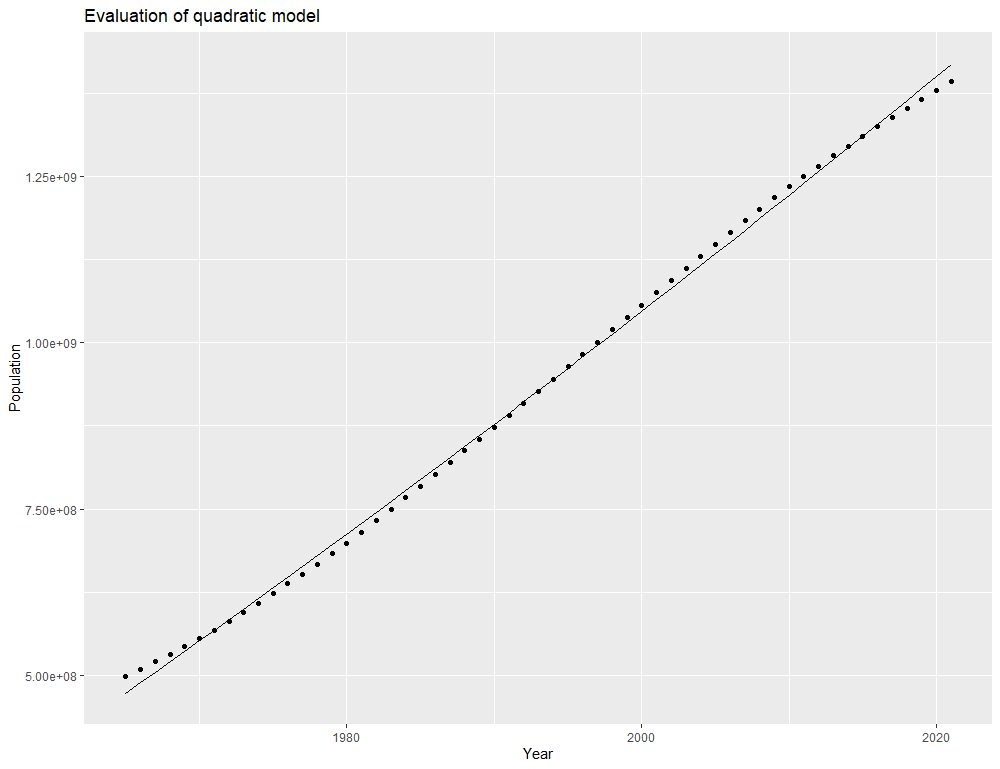 Evaluation of quadratic model
Population
1.25e+09
1.00e+09
7.50e+08
5.00e+08
1980
2000
2020
Year